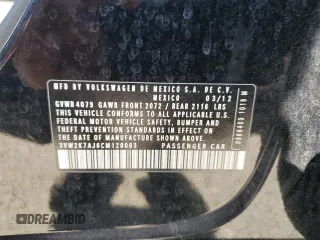 MFD BY VOLKSWAGEN DE MEXICO S.A. DE C.V.
MEXICO 03/12
GVWR 4079 GAWR FRONT 2072 / REAR 2116 LBS
THIS VEHICLE CONFORMS TO ALL APPLICABLE U.S.
FEDERAL MOTOR VEHICLE SAFETY, BUMPER AND
THEFT PREVENTION STANDARDS IN EFFECT ON THE
DATE OF MANUFACTURE SHOWN ABOVE.
PASSENGER CAR
DREAMBID